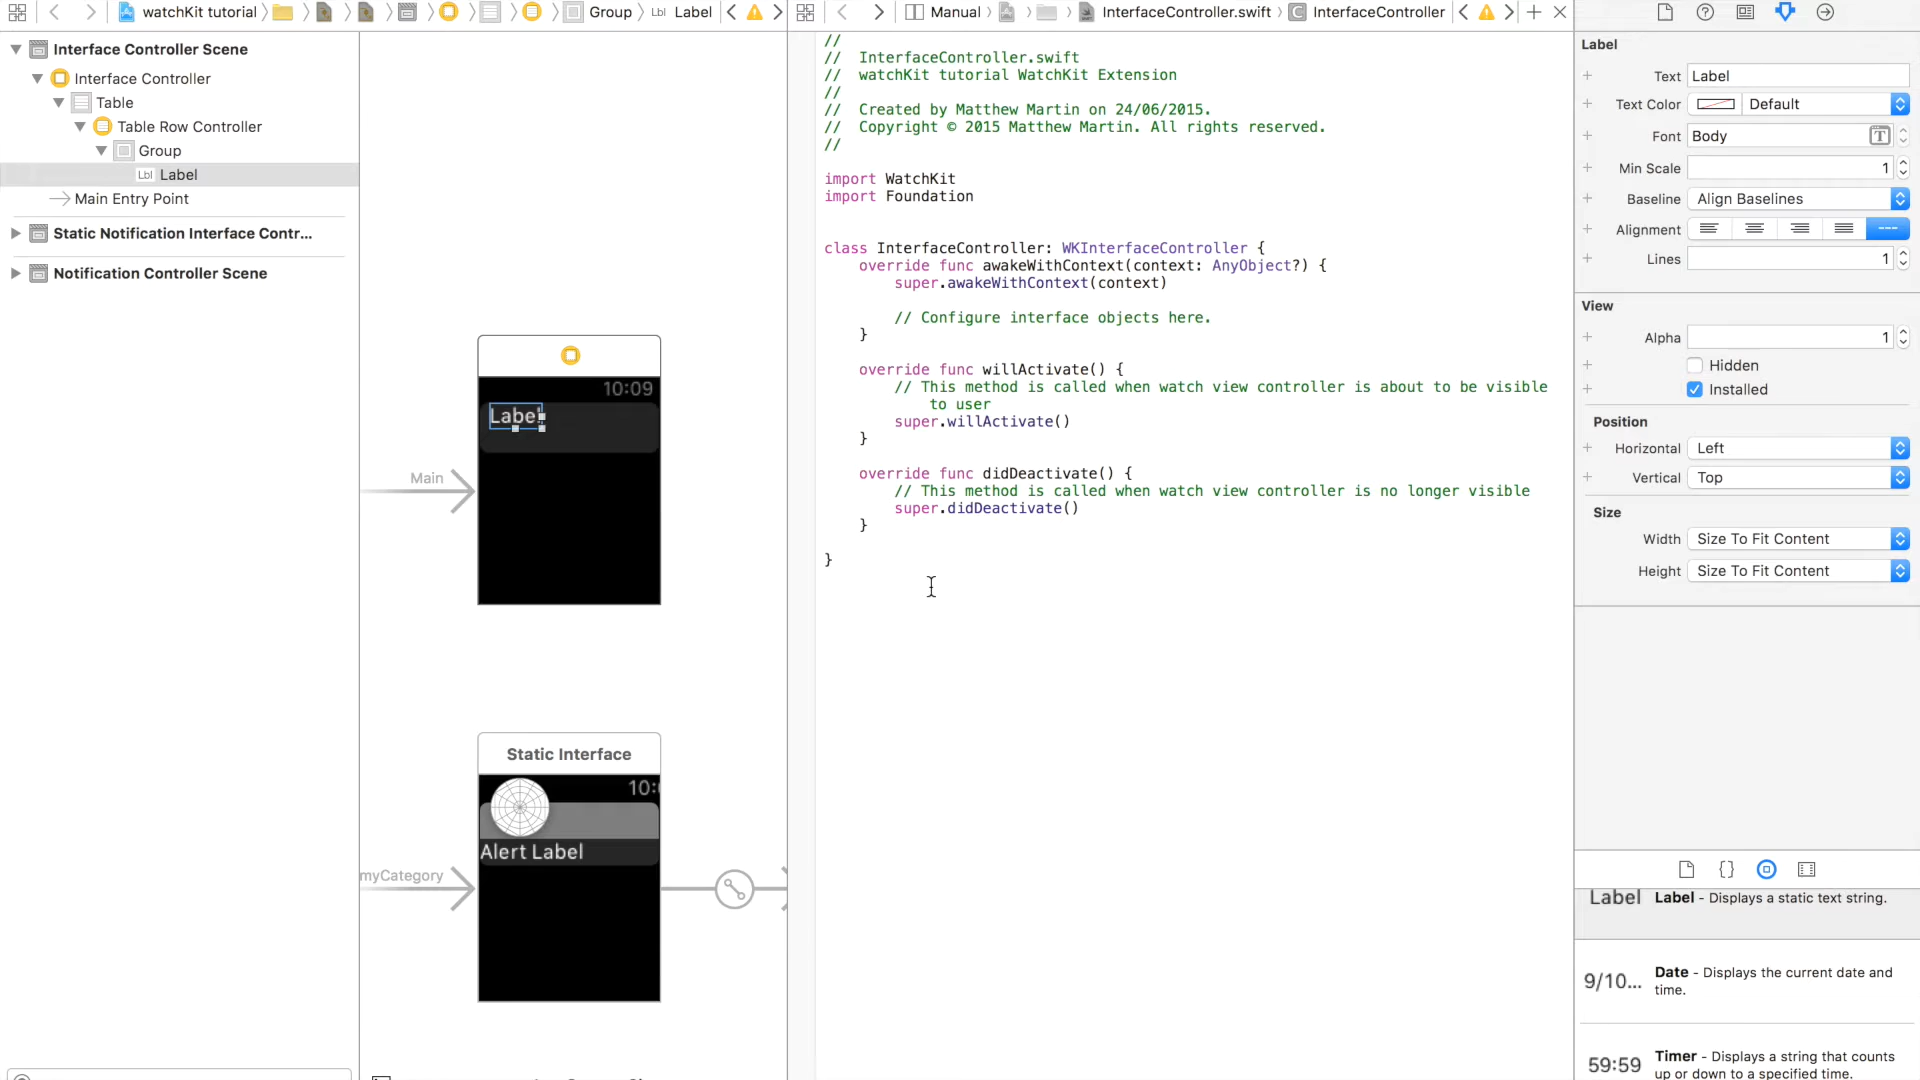 watchKit tutorial
Group
Lbl Label
Manual
InterfaceController.swift
InterfaceController
Interface Controller Scene
Interface Controller
Table
Table Row Controller
Group
Lbl Label
Main Entry Point
Static Notification Interface Contr...
Notification Controller Scene
10:09
Label
Main
Static Interface
10:
Alert Label
myCategory
//
// InterfaceController.swift
// watchKit tutorial WatchKit Extension
//
// Created by Matthew Martin on 24/06/2015.
// Copyright © 2015 Matthew Martin. All rights reserved.
//
import WatchKit
import Foundation
class InterfaceController: WKInterfaceController {
override func awakeWithContext(context: AnyObject?) {
super.awakeWithContext(context)
// Configure interface objects here.
}
override func willActivate() {
// This method is called when watch view controller is about to be visible
to user
super.willActivate()
}
override func didDeactivate() {
// This method is called when watch view controller is no longer visible
super.didDeactivate()
}
}
Label
Text Label
Text Color Default
Font Body
Min Scale 1
Baseline Align Baselines
Alignment
Lines 1
View
Alpha 1
Hidden
Installed
Position
Horizontal Left
Vertical Top
Size
Width Size To Fit Content
Height Size To Fit Content
Label Label - Displays a static text string.
9/10... Date - Displays the current date and
time.
59:59 Timer - Displays a string that counts
up or down to a specified time.